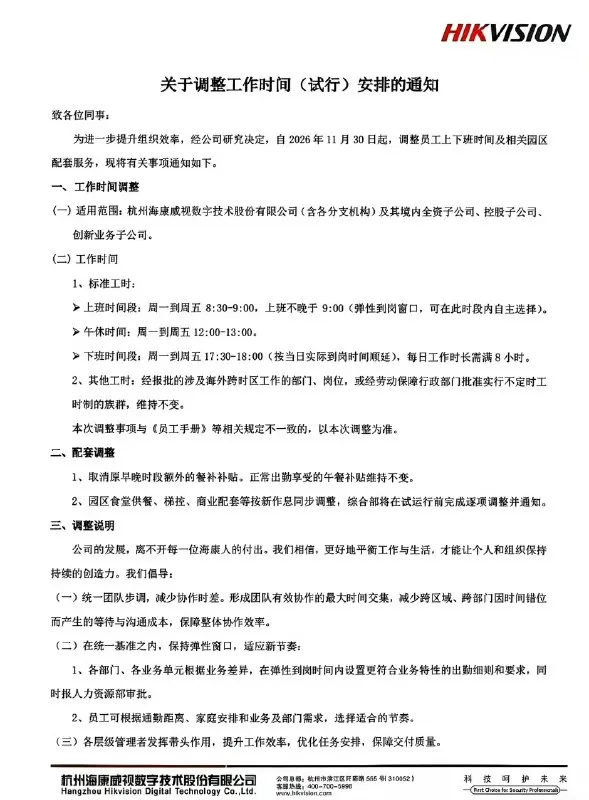 HIKVISION
关于调整工作时间（试行）安排的通知
致各位同事：
为进一步提升组织效率，经公司研究决定，自 2026 年 11 月 30 日起，调整员工上下班时间及相关园区
配套服务，现将有关事项通知如下。
一、工作时间调整
(一) 适用范围：杭州海康威视数字技术股份有限公司（含各分支机构）及其境内全资子公司、控股子公司、
创新业务子公司。
(二) 工作时间
1、标准工时：
➤ 上班时间段：周一到周五 8:30-9:00，上班不晚于 9:00（弹性到岗窗口，可在此时段内自主选择）。
➤ 午休时间：周一到周五 12:00-13:00。
➤ 下班时间段：周一到周五 17:30-18:00（按当日实际到岗时间顺延），每日工作时长需满 8 小时。
2、其他工时：经报批的涉及海外跨时区工作的部门、岗位，或经劳动保障行政部门批准实行不定时工
时制的族群，维持不变。
本次调整事项与《员工手册》等相关规定不一致的，以本次调整为准。
二、配套调整
1、取消原早晚时段额外的餐补补贴。正常出勤享受的午餐补贴维持不变。
2、园区食堂供餐、梯控、商业配套等按新作息同步调整，综合部将在试运行前完成逐项调整并通知。
三、调整说明
公司的发展，离不开每一位海康人的付出。我们相信，更好地平衡工作与生活，才能让个人和组织保持
持续的创造力。我们倡导：
（一）统一团队步调，减少协作时差。形成团队有效协作的最大时间交集，减少跨区域、跨部门因时间错位
而产生的等待与沟通成本，保障整体协作效率。
（二）在统一基准之内，保持弹性窗口，适应新节奏：
1、各部门、各业务单元根据业务差异，在弹性到岗时间内设置更符合业务特性的出勤细则和要求，同
时报人力资源部审批。
2、员工可根据通勤距离、家庭安排和业务及部门需求，选择适合的节奏。
（三）各层级管理者发挥带头作用，提升工作效率，优化任务安排，保障交付质量。
杭州海康威视数字技术股份有限公司
Hangzhou Hikvision Digital Technology Co.,Ltd.
公司总部：杭州市滨江区阡陌路 555 号(310052)
客服热线：400-700-5998
www.hikvision.com
科技呵护未来
First Choice for Security Professionals